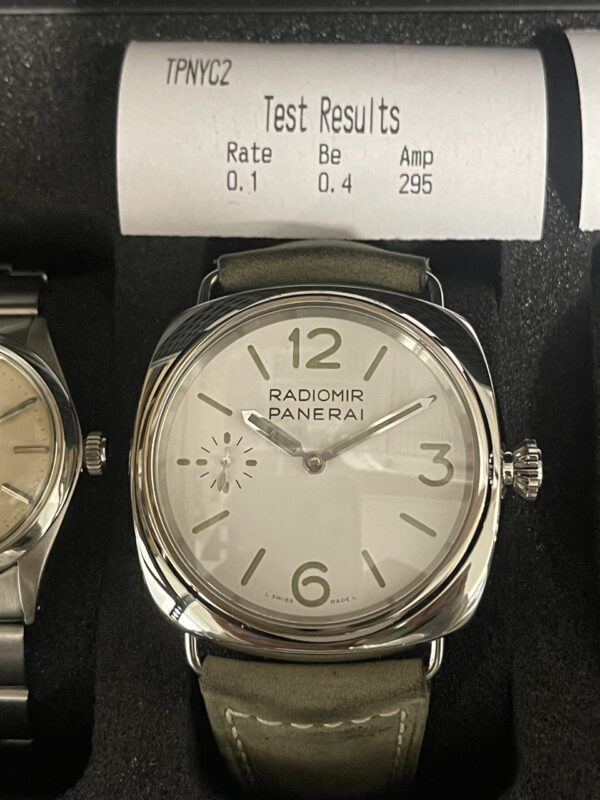 TPNYC2
Test Results
Rate Be Amp
0.1 0.4 295
12
RADIOMIR
PANERAI
3
6
L SWISS MADE L